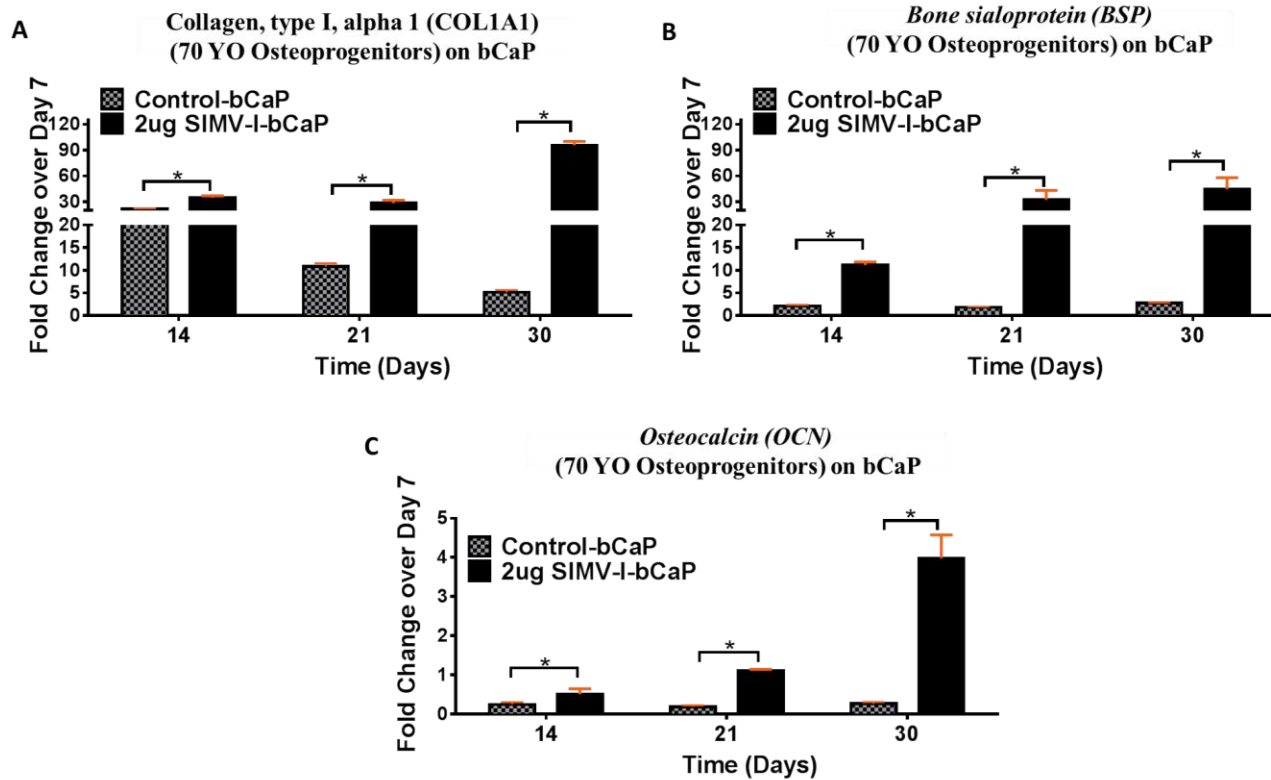 A
Collagen, type I, alpha 1 (COL1A1)
(70 YO Osteoprogenitors) on bCaP
Fold Change over Day 7
Control-bCaP
2ug SIMV-I-bCaP
120
90
60
30
20
15
10
5
0
*
*
*
14
21
30
Time (Days)
B
Bone sialoprotein (BSP)
(70 YO Osteoprogenitors) on bCaP
Fold Change over Day 7
Control-bCaP
2ug SIMV-I-bCaP
120
90
60
30
20
15
10
5
0
*
*
*
14
21
30
Time (Days)
C
Osteocalcin (OCN)
(70 YO Osteoprogenitors) on bCaP
Fold Change over Day 7
Control-bCaP
2ug SIMV-I-bCaP
5
4
3
2
1
0
*
*
*
14
21
30
Time (Days)